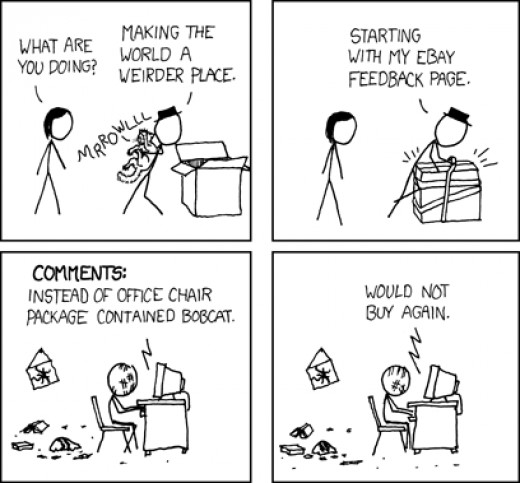 WHAT ARE
YOU DOING?
MAKING THE
WORLD A
WEIRDER PLACE.
MRROWLLL
STARTING
WITH MY EBAY
FEEDBACK PAGE.
COMMENTS:
INSTEAD OF OFFICE CHAIR
PACKAGE CONTAINED BOBCAT.
WOULD NOT
BUY AGAIN.